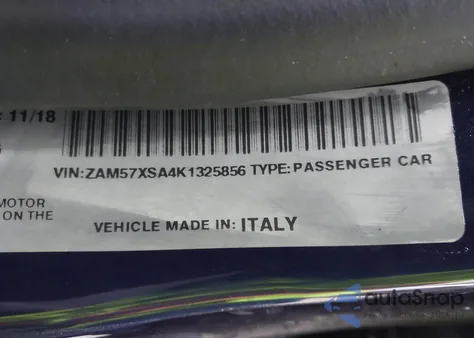 : 11/18
VIN:ZAM57XSA4K1325856 TYPE:PASSENGER CAR
MOTOR
ON THE
VEHICLE MADE IN: ITALY
autoSnap